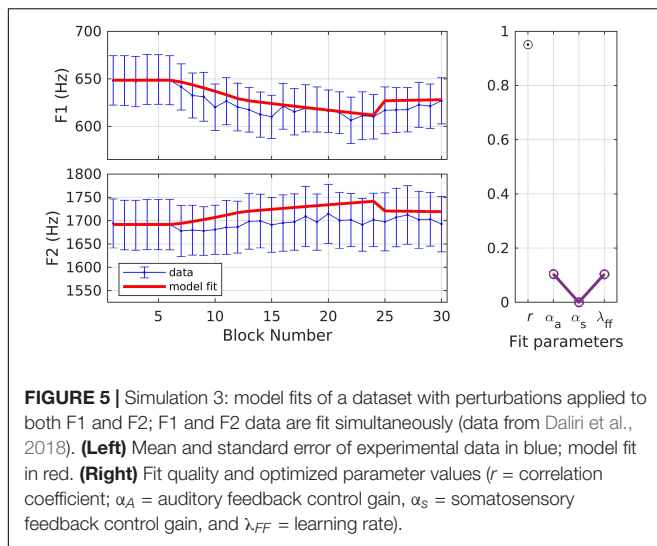 700
650
600
F1 (Hz)
1800
1750
1700
1650
1600
1550
F2 (Hz)
data
model fit
5 10 15 20 25 30
Block Number
1
0.8
0.6
0.4
0.2
0
r αa αs λff
Fit parameters
FIGURE 5 | Simulation 3: model fits of a dataset with perturbations applied to
both F1 and F2; F1 and F2 data are fit simultaneously (data from Daliri et al.,
2018). (Left) Mean and standard error of experimental data in blue; model fit
in red. (Right) Fit quality and optimized parameter values (r = correlation
coefficient; αA = auditory feedback control gain, αs = somatosensory
feedback control gain, and λFF = learning rate).